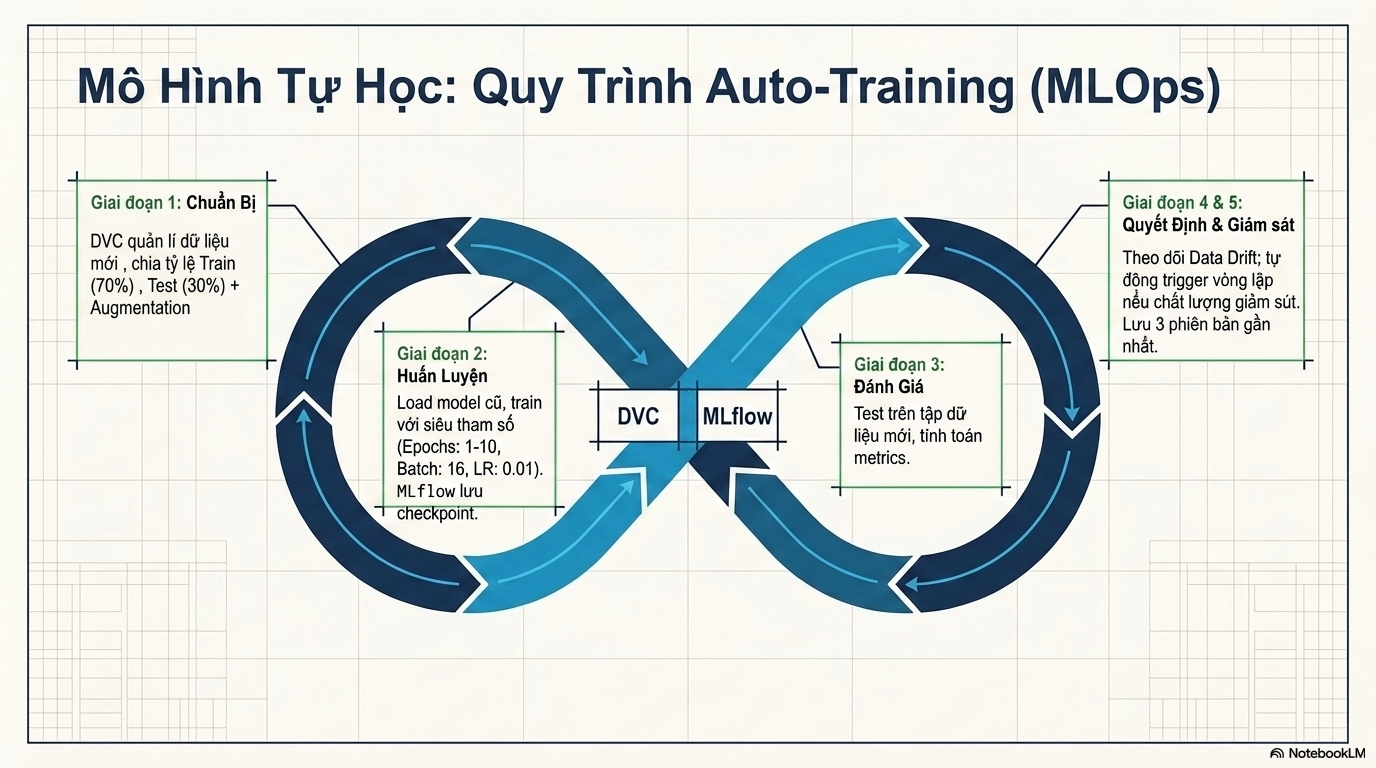 Mô Hình Tự Học: Quy Trình Auto-Training (MLOps)
Giai đoạn 1: Chuẩn Bị
DVC quản lí dữ liệu
mới , chia tỷ lệ Train
(70%) , Test (30%) +
Augmentation
Giai đoạn 2:
Huấn Luyện
Load model cũ, train
với siêu tham số
(Epochs: 1-10,
Batch: 16, LR: 0.01).
MLflow lưu
checkpoint.
DVC
MLflow
Giai đoạn 3:
Đánh Giá
Test trên tập dữ
liệu mới, tính toán
metrics.
Giai đoạn 4 & 5:
Quyết Định & Giám sát
Theo dõi Data Drift; tự
động trigger vòng lặp
nếu chất lượng giảm sút.
Lưu 3 phiên bản gần
nhất.
NotebookLM